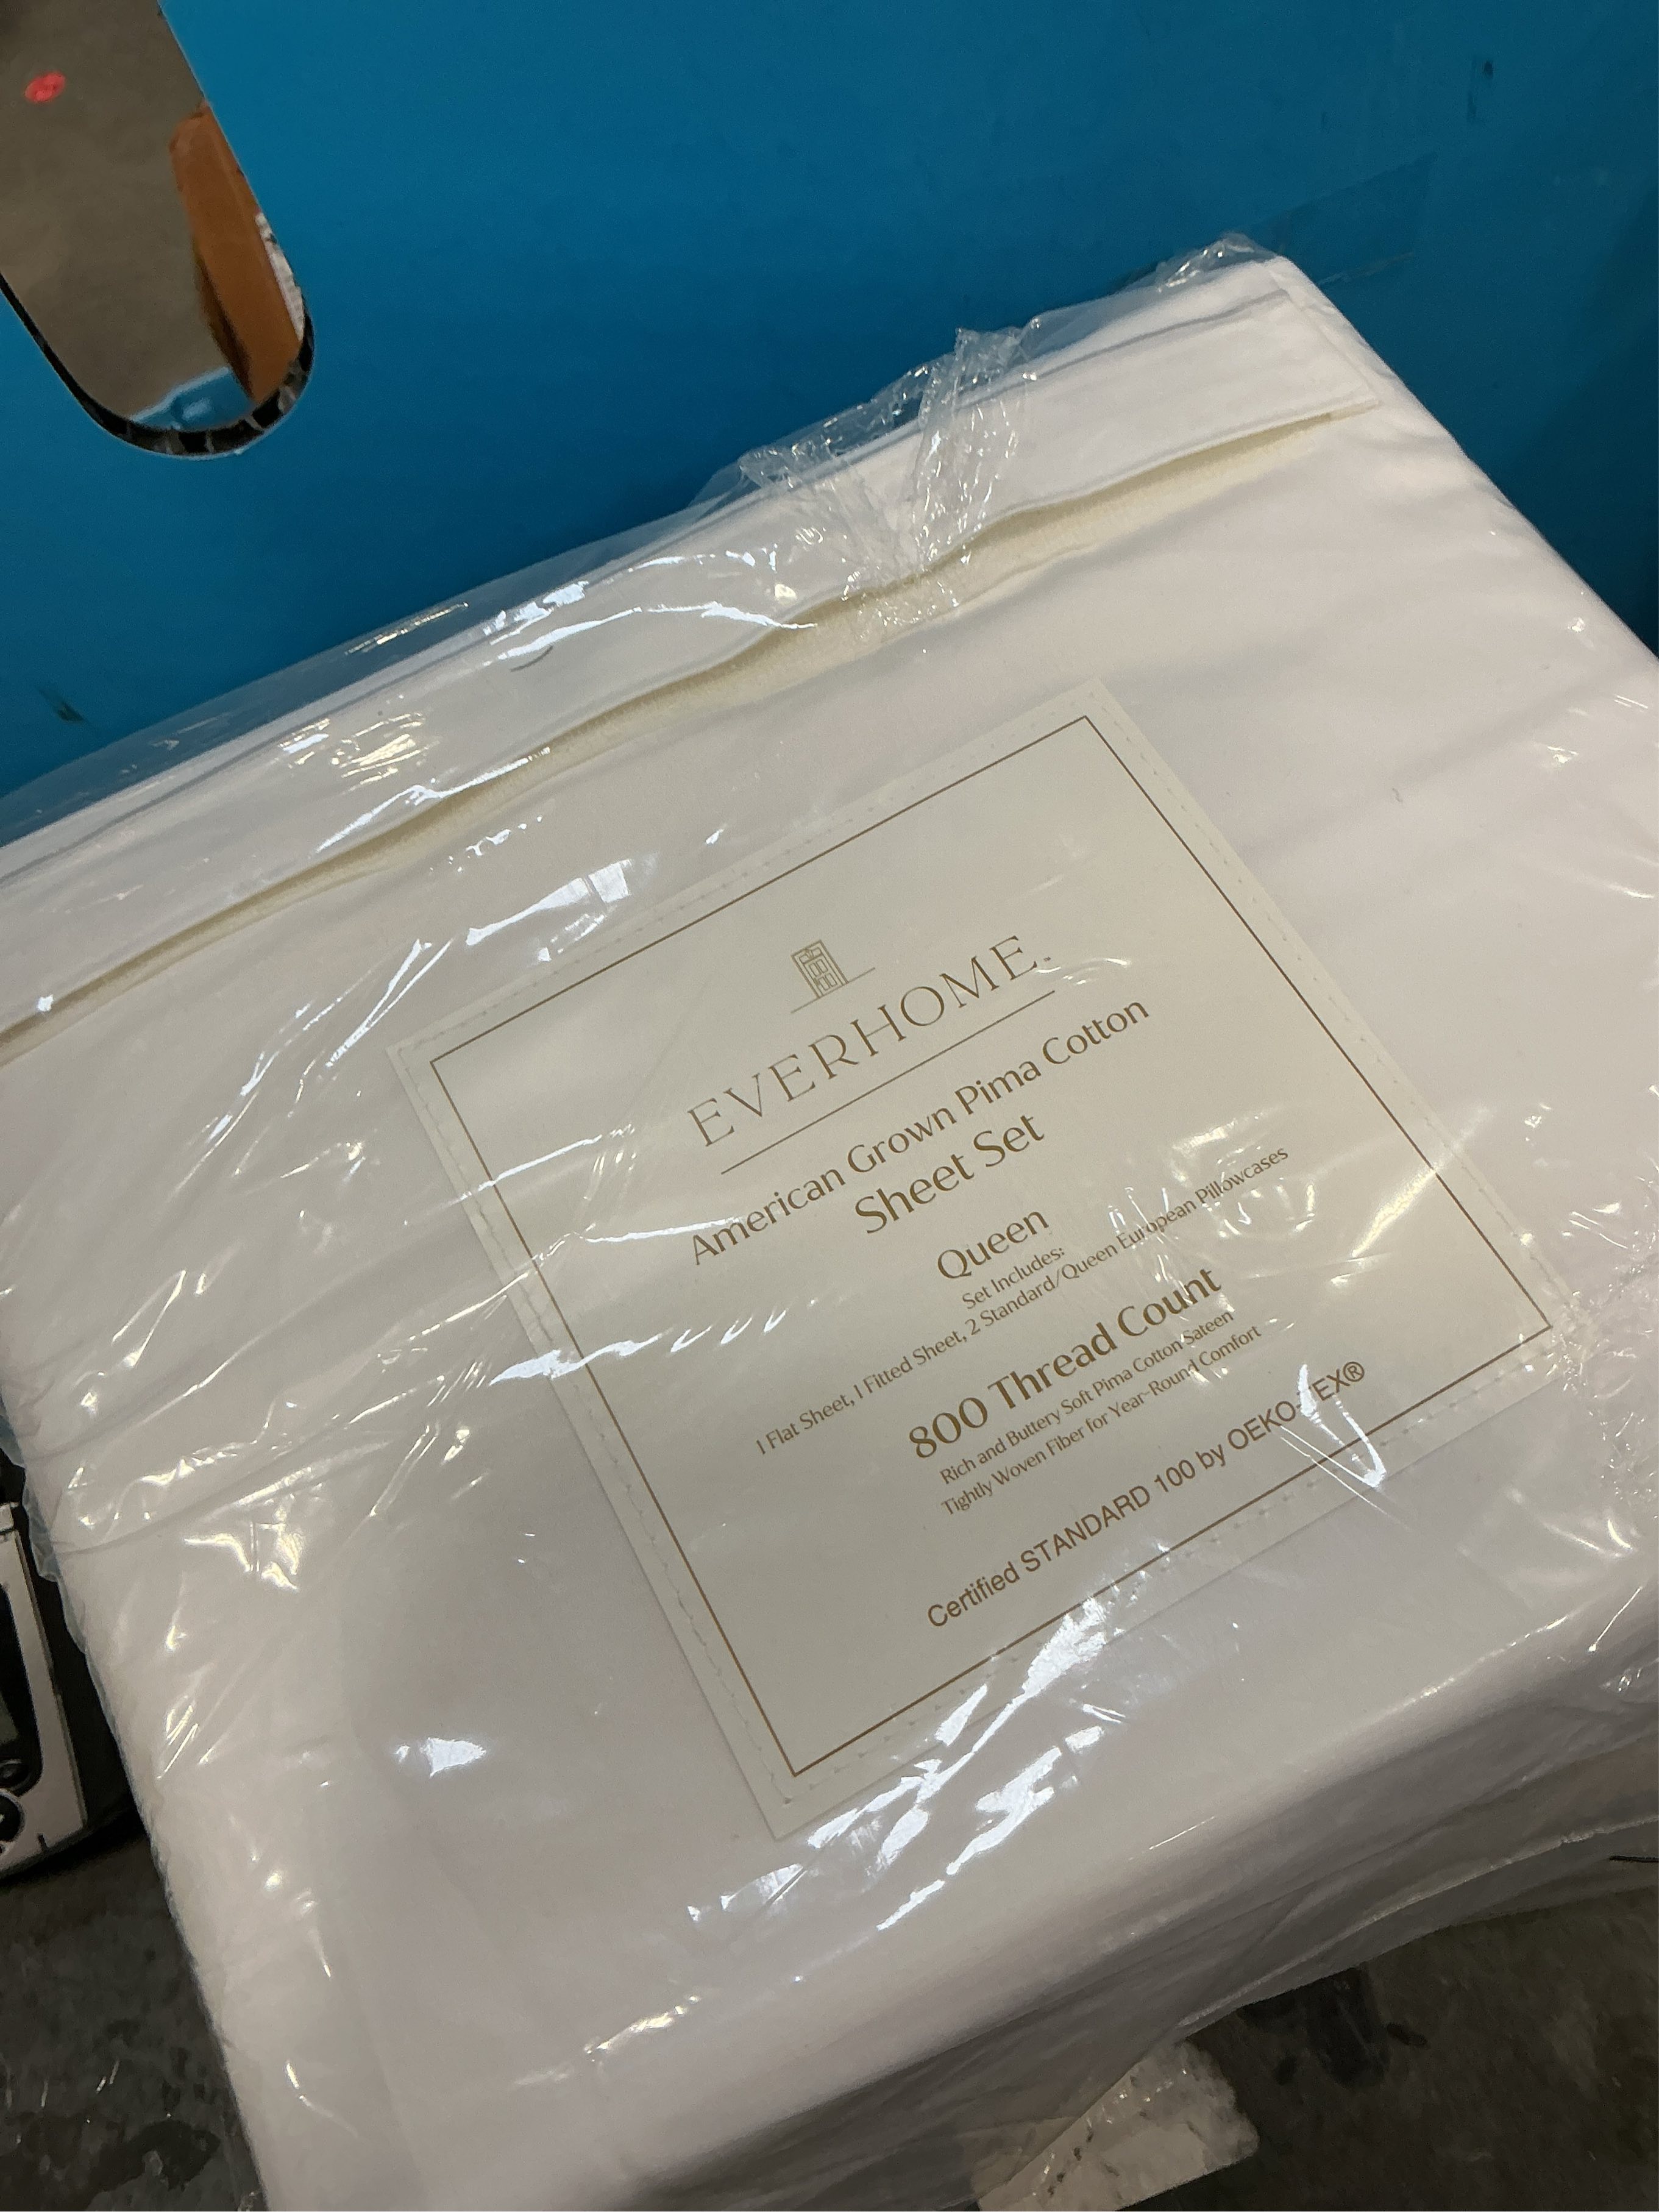 EVERHOME™
American Grown Pima Cotton
Sheet Set
Queen
Set Includes:
1 Flat Sheet, 1 Fitted Sheet, 2 Standard/Queen European Pillowcases
800 Thread Count
Rich and Buttery Soft Pima Cotton Sateen
Tightly Woven Fiber for Year-Round Comfort
Certified STANDARD 100 by OEKO-TEX®